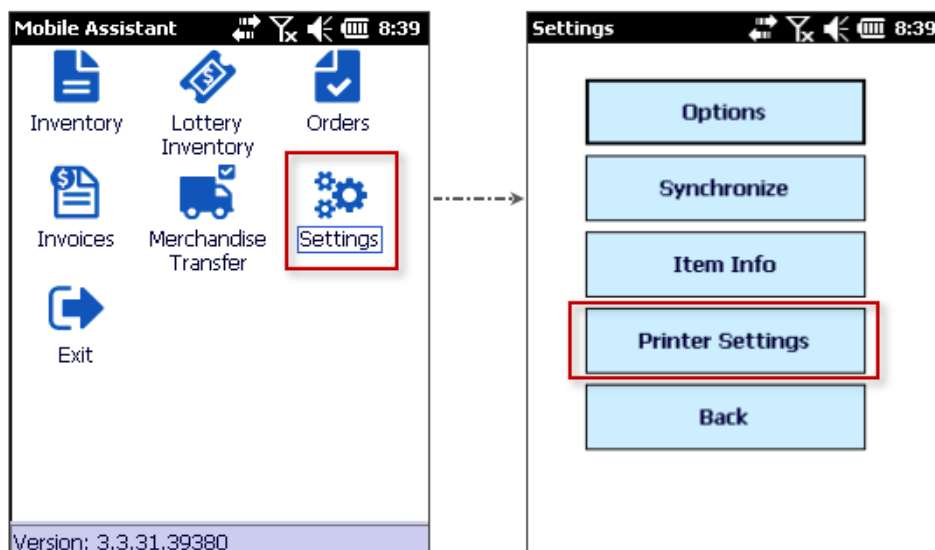 Mobile Assistant 8:39
Inventory
Lottery
Inventory
Orders
Invoices
Merchandise
Transfer
Settings
Exit
Version: 3.3.31.39380
Settings 8:39
Options
Synchronize
Item Info
Printer Settings
Back